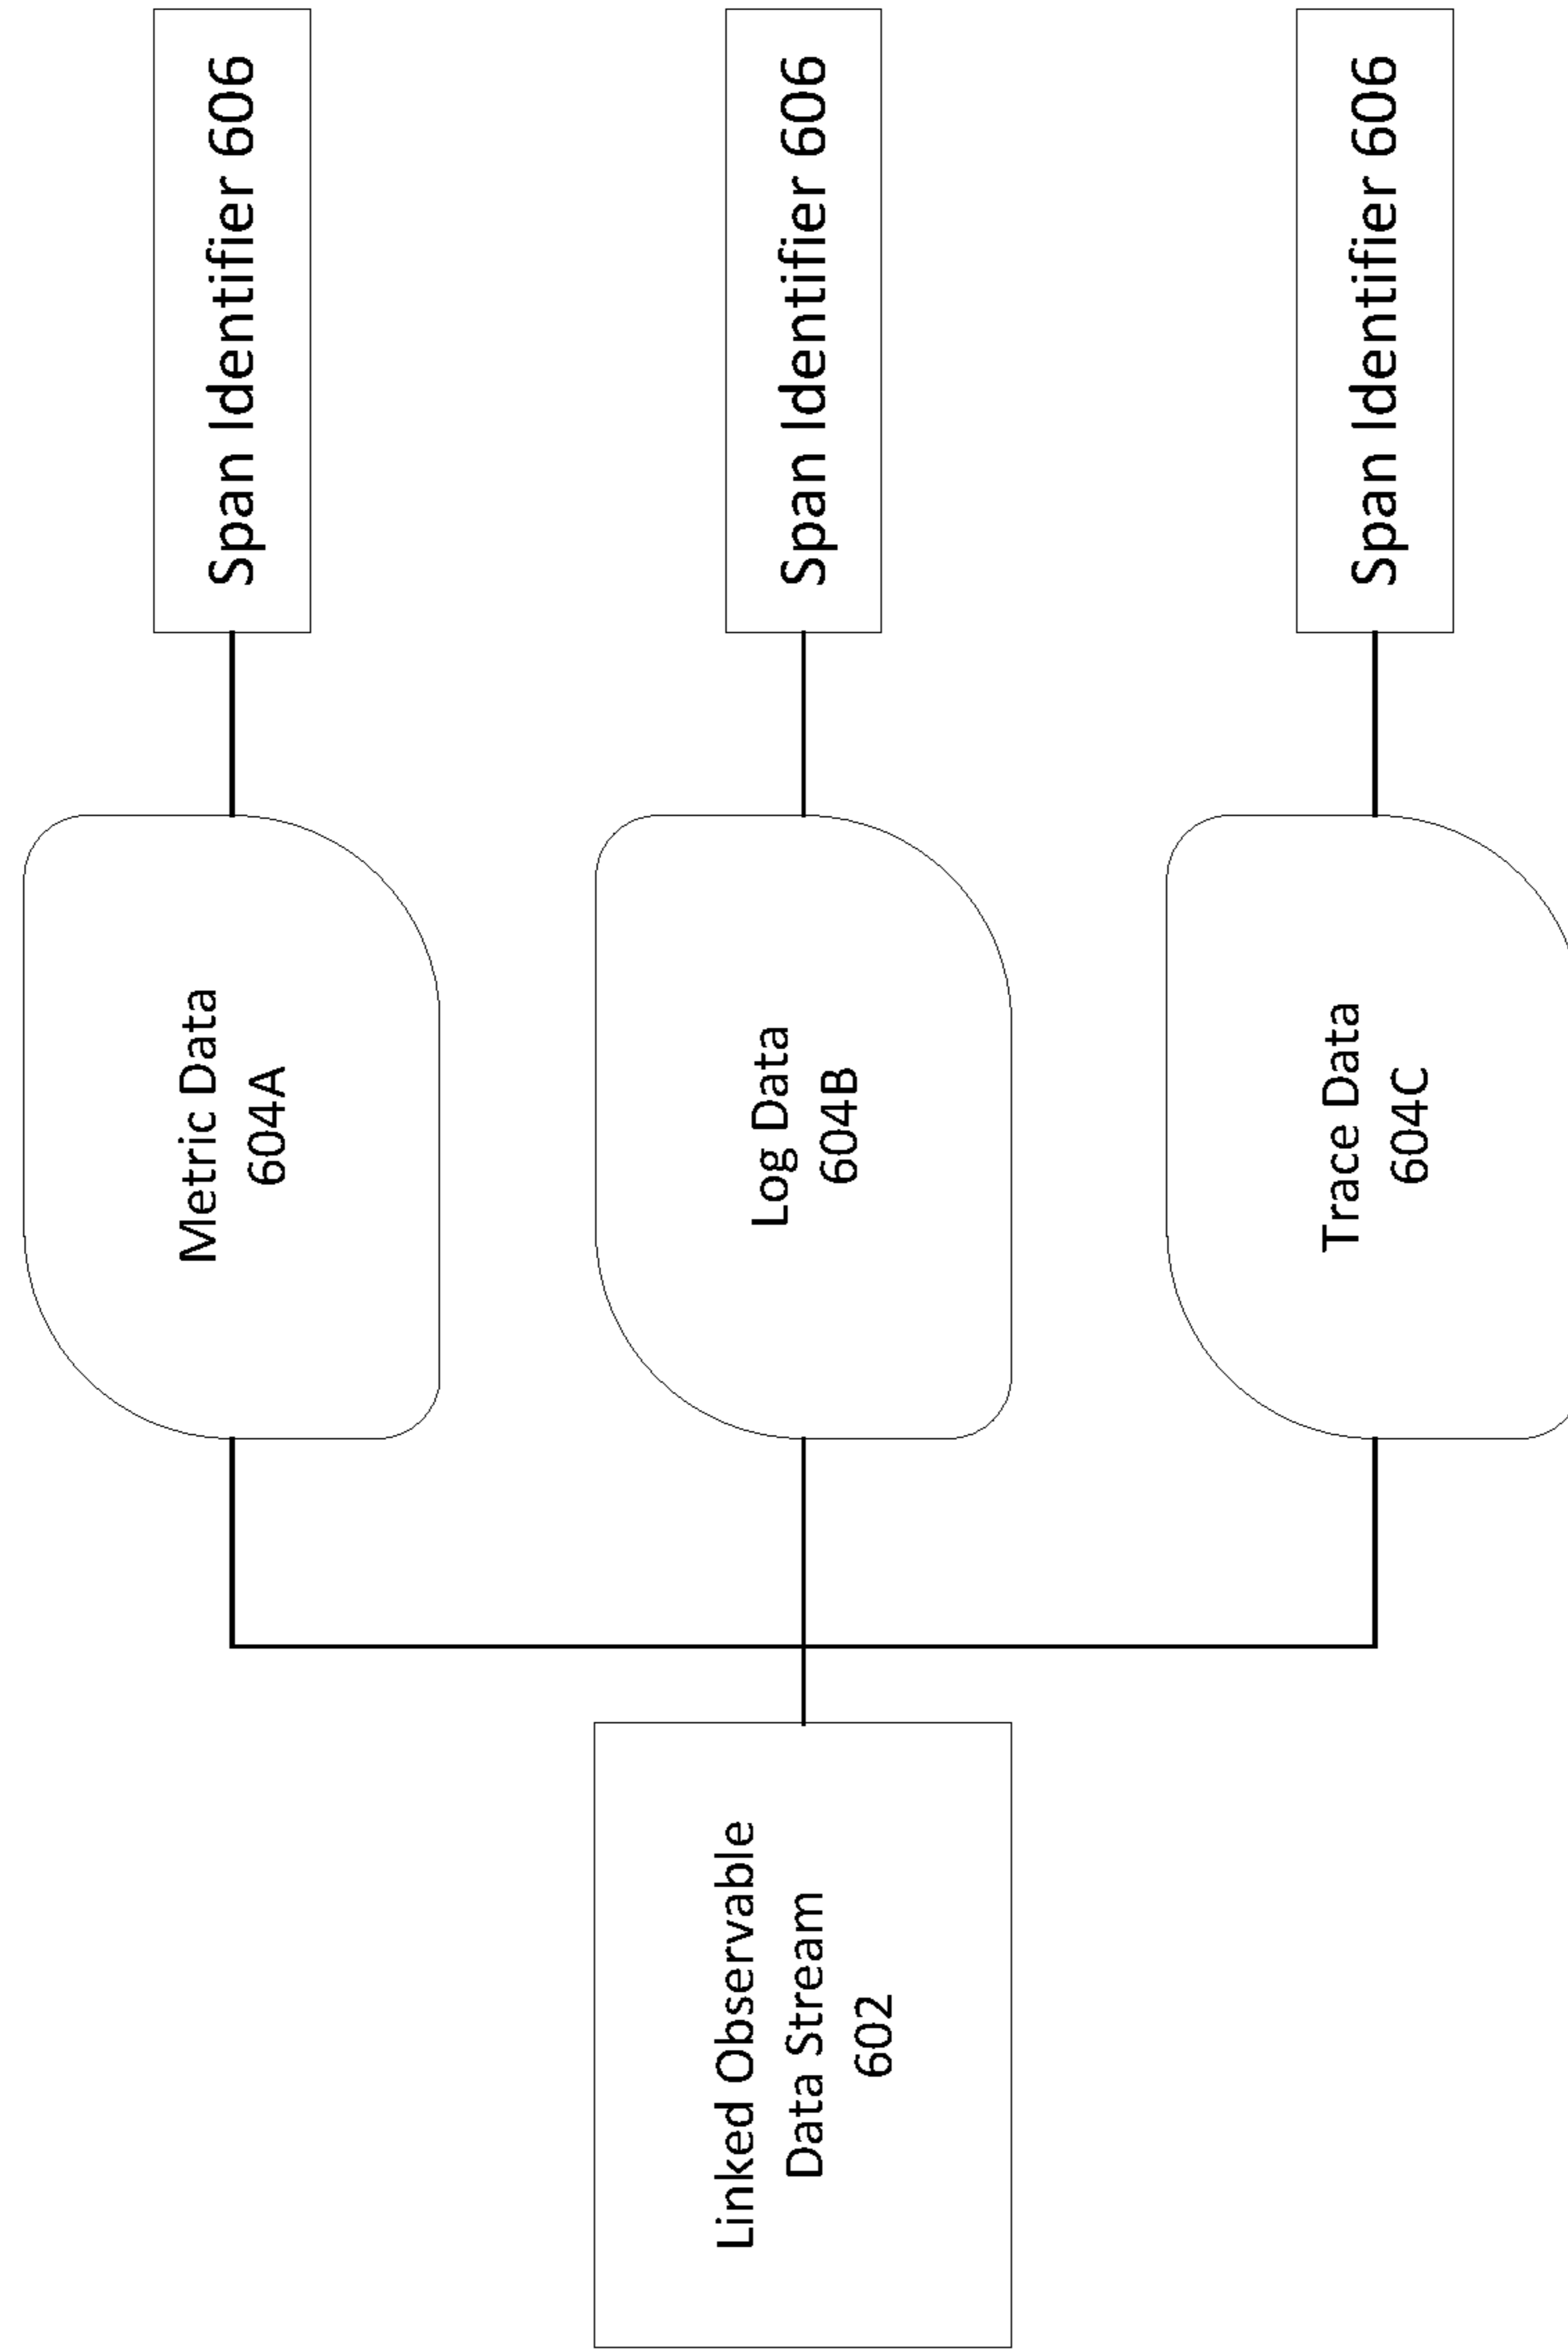 Linked Observable
Data Stream
602
Metric Data
604A
Span Identifier 606
Log Data
604B
Span Identifier 606
Trace Data
604C
Span Identifier 606